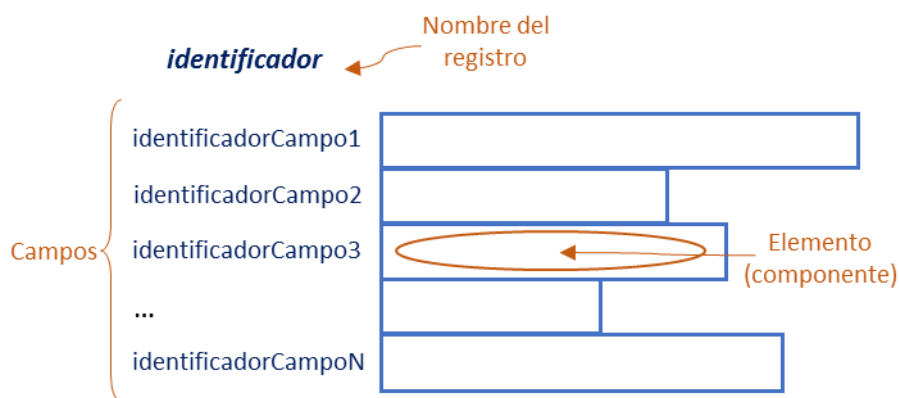 Nombre del
registro
identificador
identificadorCampo1
identificadorCampo2
Campos
identificadorCampo3
Elemento
(componente)
...
identificadorCampoN